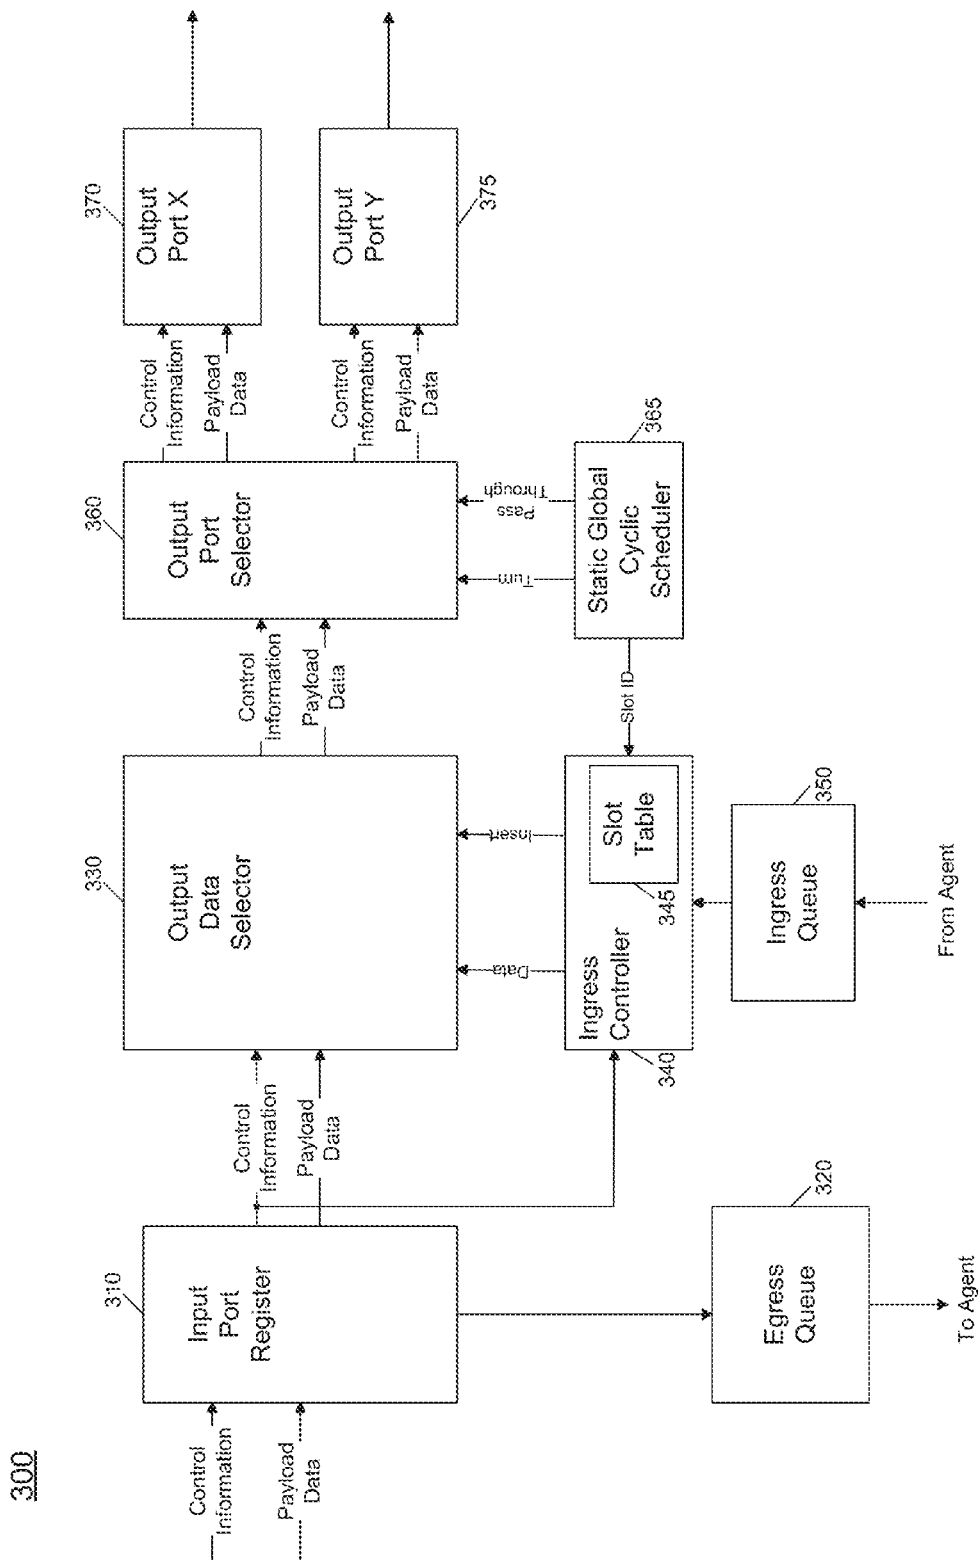 300
Control
Information
Payload
Data
310
Input
Port
Register
Control
Information
Payload
Data
Egress
Queue
320
To Agent
330
Output
Data
Selector
Data
Insert
Ingress
Controller
340
Slot
Table
345
Ingress
Queue
350
From Agent
Control
Information
Payload
Data
Slot ID
360
Output
Port
Selector
Turn
Pass
Through
Static Global
Cyclic
Scheduler
365
Control
Information
Payload
Data
Control
Information
Payload
Data
370
Output
Port X
Output
Port Y
375